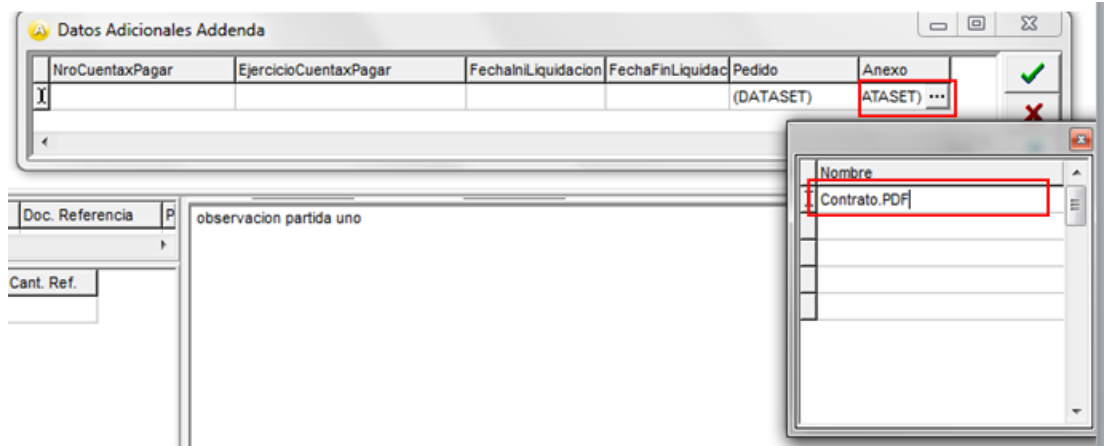 Datos Adicionales Addenda
NroCuentaxPagar EjercicioCuentaxPagar FechaIniLiquidacion FechaFinLiquidac Pedido Anexo
(DATASET) ATASET) ...
Nombre
Contrato.PDF
Doc. Referencia P
observacion partida uno
Cant. Ref.